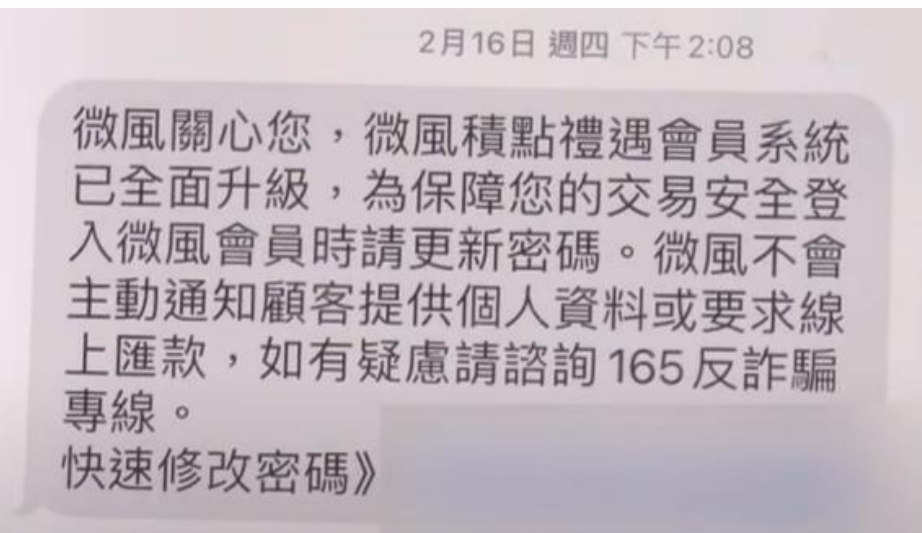 2月16日 週四 下午2:08
微風關心您，微風積點禮遇會員系統
已全面升級，為保障您的交易安全登
入微風會員時請更新密碼。微風不會
主動通知顧客提供個人資料或要求線
上匯款，如有疑慮請諮詢165反詐騙
專線。
快速修改密碼》